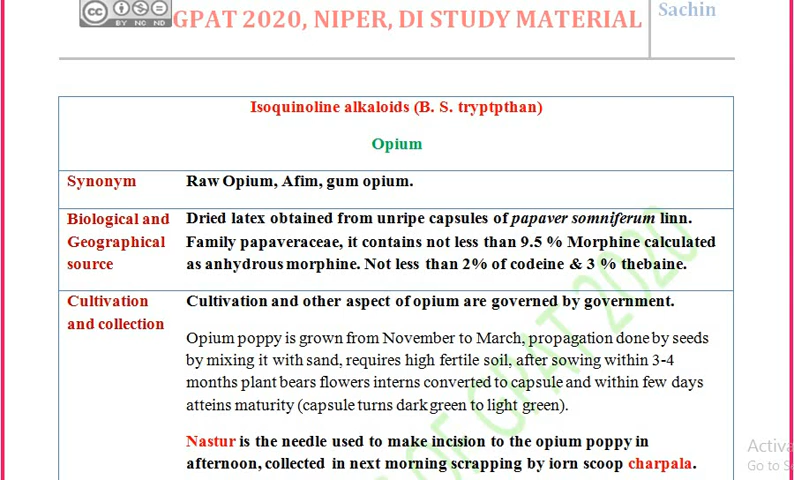 BY NC ND
GPAT 2020, NIPER, DI STUDY MATERIAL
Sachin
Isoquinoline alkaloids (B. S. tryptpthan)
Opium
Synonym
Raw Opium, Afim, gum opium.
Biological and
Geographical
source
Dried latex obtained from unripe capsules of papaver somniferum linn.
Family papaveraceae, it contains not less than 9.5 % Morphine calculated
as anhydrous morphine. Not less than 2% of codeine & 3 % thebaine.
Cultivation
and collection
Cultivation and other aspect of opium are governed by government.
Opium poppy is grown from November to March, propagation done by seeds
by mixing it with sand, requires high fertile soil, after sowing within 3-4
months plant bears flowers interns converted to capsule and within few days
atteins maturity (capsule turns dark green to light green).
Nastur is the needle used to make incision to the opium poppy in
afternoon, collected in next morning scrapping by iorn scoop charpala.
OF GPAT 2020
Activa
Go to S